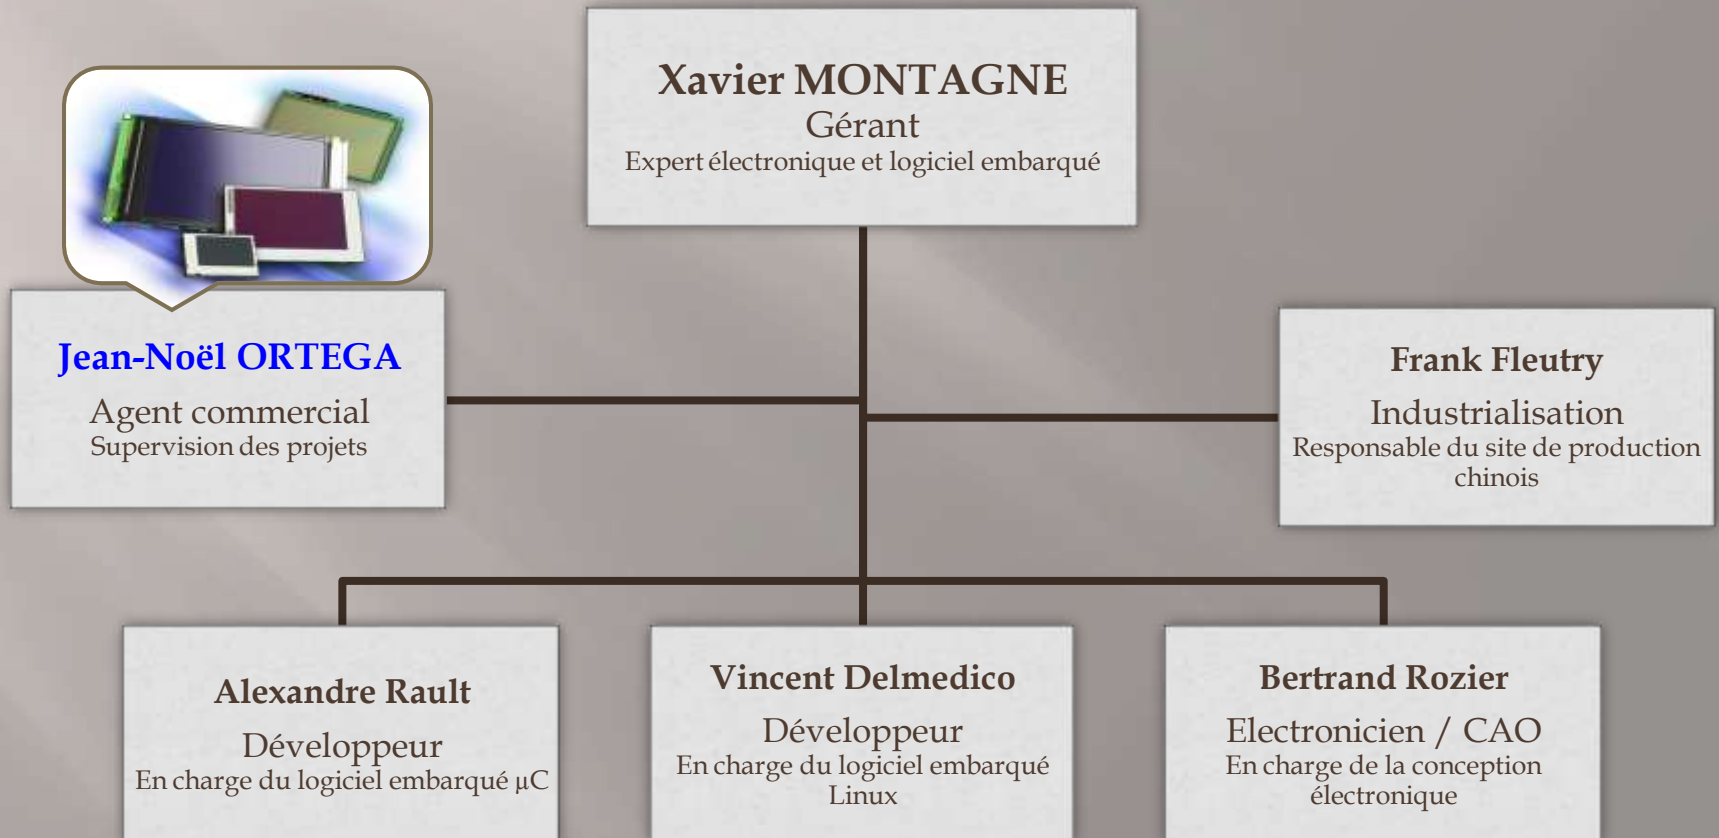 Xavier MONTAGNE
Gérant
Expert électronique et logiciel embarqué
Jean-Noël ORTEGA
Agent commercial
Supervision des projets
Frank Fleutry
Industrialisation
Responsable du site de production
chinois
Alexandre Rault
Développeur
En charge du logiciel embarqué µC
Vincent Delmedico
Développeur
En charge du logiciel embarqué
Linux
Bertrand Rozier
Electronicien / CAO
En charge de la conception
électronique